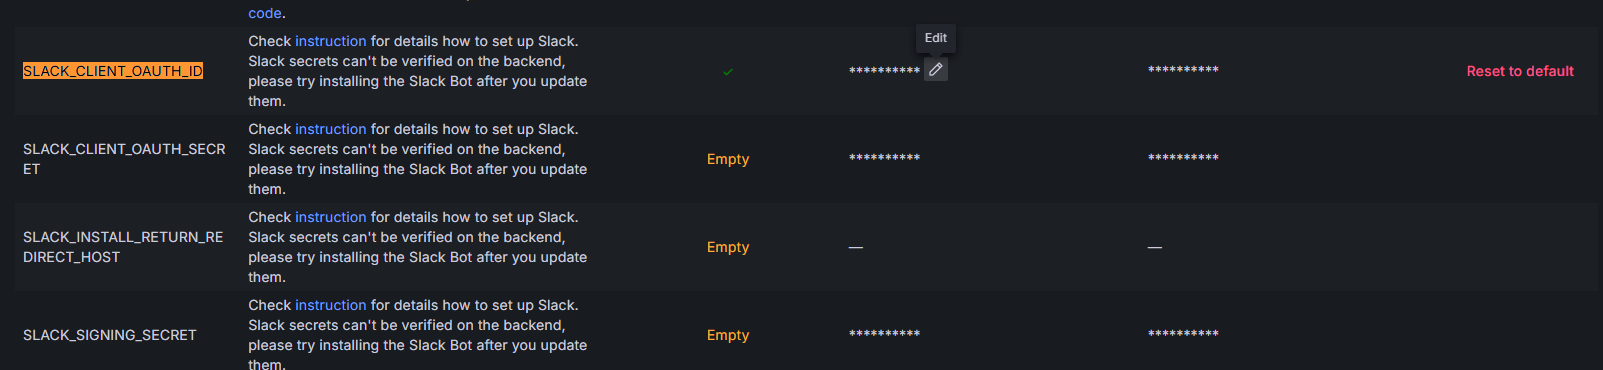 code.
Edit
Check instruction for details how to set up Slack.
Slack secrets can't be verified on the backend,
please try installing the Slack Bot after you update
them.
SLACK_CLIENT_OAUTH_ID
**********
**********
Reset to default
SLACK_CLIENT_OAUTH_SECR
ET
Check instruction for details how to set up Slack.
Slack secrets can't be verified on the backend,
please try installing the Slack Bot after you update
them.
Empty
**********
**********
SLACK_INSTALL_RETURN_RE
DIRECT_HOST
Check instruction for details how to set up Slack.
Slack secrets can't be verified on the backend,
please try installing the Slack Bot after you update
them.
Empty
—
—
SLACK_SIGNING_SECRET
Check instruction for details how to set up Slack.
Slack secrets can't be verified on the backend,
please try installing the Slack Bot after you update
them.
Empty
**********
**********